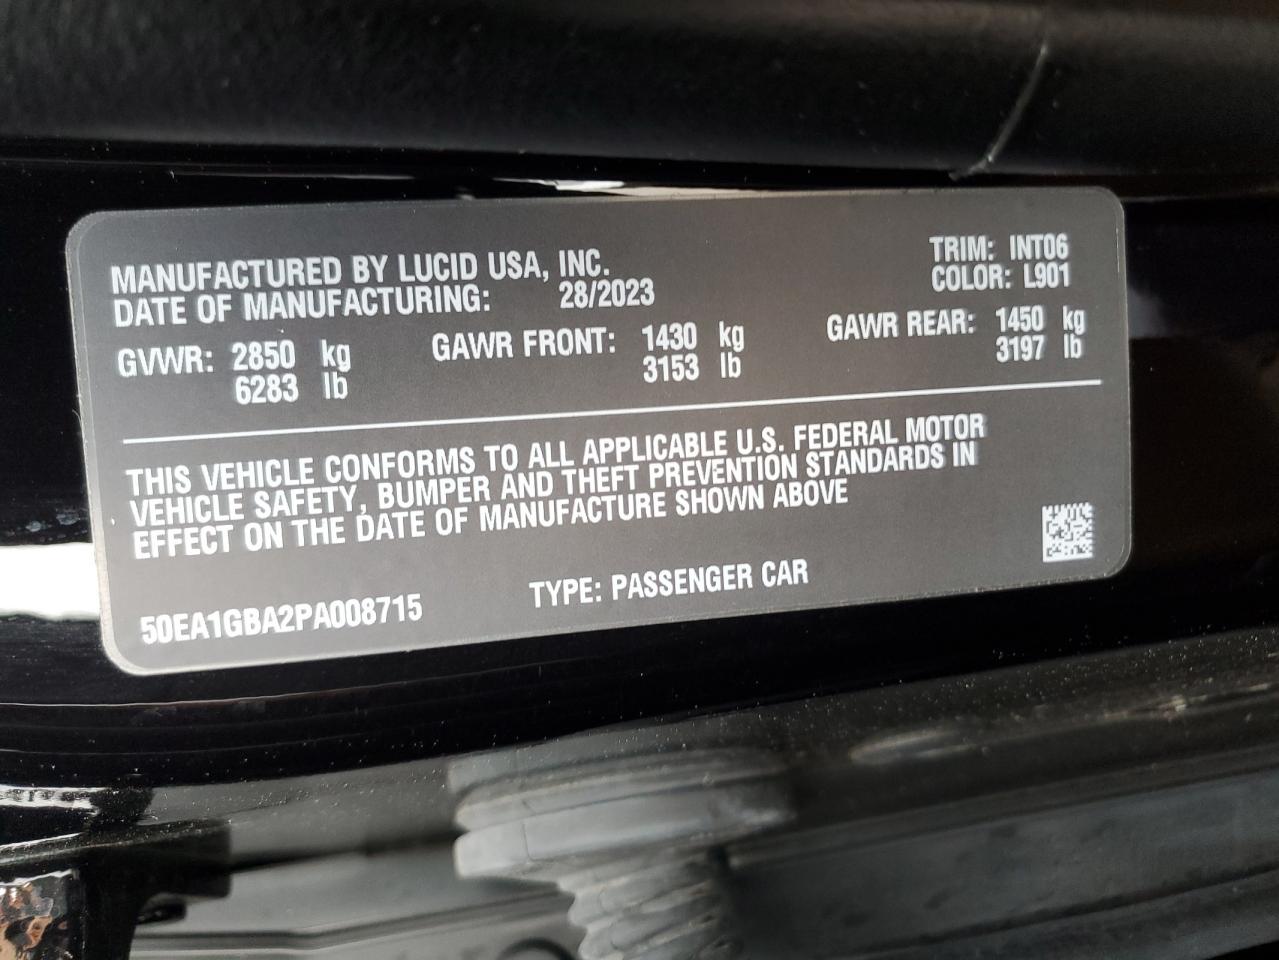 MANUFACTURED BY LUCID USA, INC.
DATE OF MANUFACTURING: 28/2023
TRIM: INT06
COLOR: L901
GVWR: 2850 kg
6283 lb
GAWR FRONT: 1430 kg
3153 lb
GAWR REAR: 1450 kg
3197 lb
THIS VEHICLE CONFORMS TO ALL APPLICABLE U.S. FEDERAL MOTOR
VEHICLE SAFETY, BUMPER AND THEFT PREVENTION STANDARDS IN
EFFECT ON THE DATE OF MANUFACTURE SHOWN ABOVE
50EA1GBA2PA008715
TYPE: PASSENGER CAR